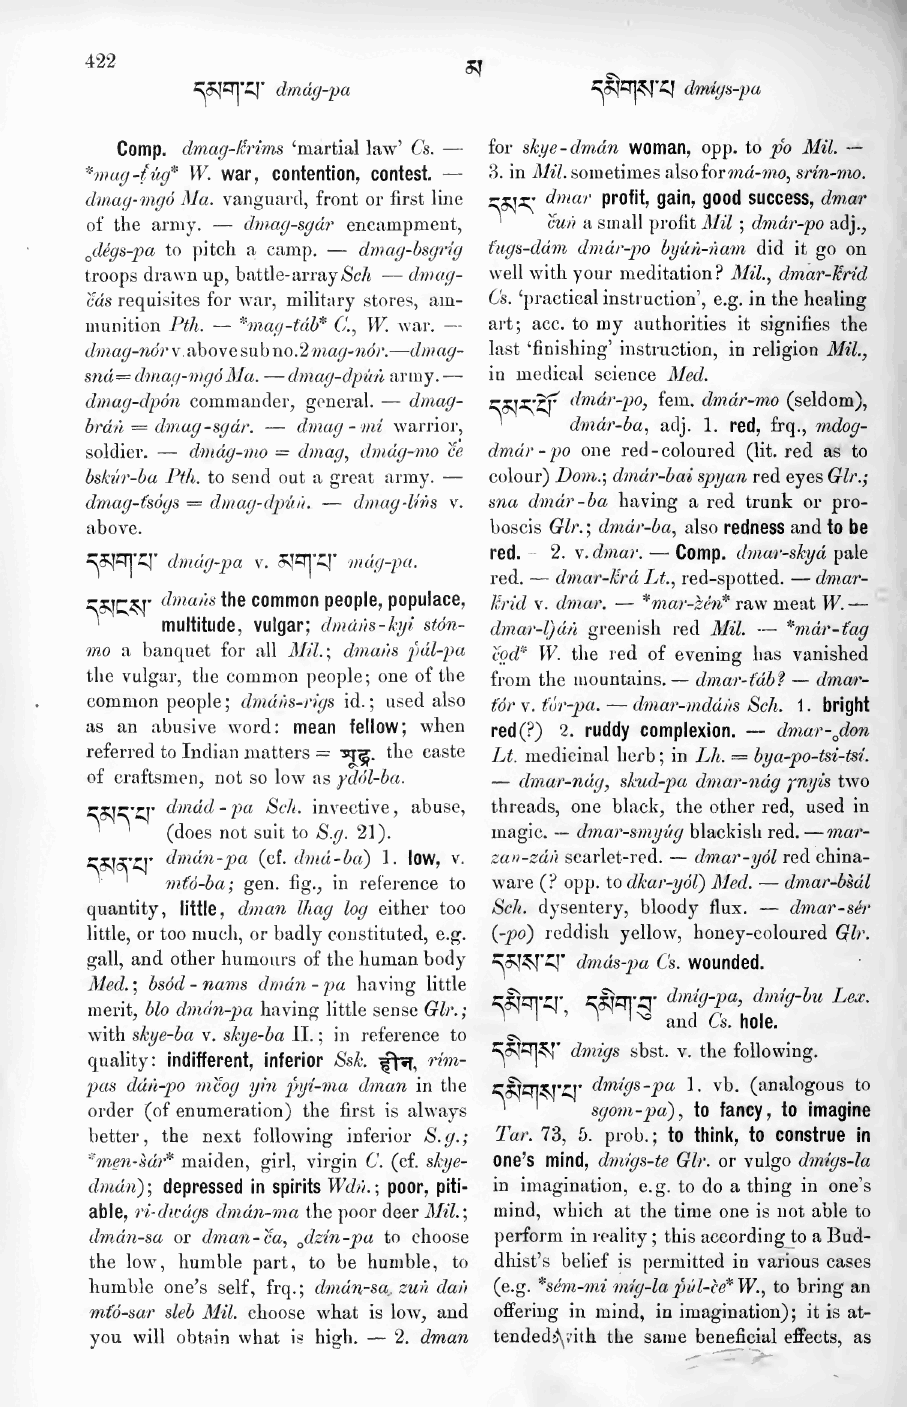 422
མ
དམག་པ་ dmág-pa
དམིགས་པ dmígs-pa
Comp. dmag-k̔rims ‘martial law’ Cs. —
*mag-ṭ̔úg* W. war, contention, contest. —
dmag-mgó Ma. vanguard, front or first line
of the army. — dmag-sgár encampment,
˳dégs-pa to pitch a camp. — dmag-bsgríg
troops drawn up, battle-array Sch — dmag-
čás requisites for war, military stores, am-
munition Pth. — *mag-t̔áb* C., W. war. —
dmag-nór v. above sub no. 2 mag-nór. — dmag-
sná = dmag-mgó Ma. — dmag-dpúṅ army. —
dmag-dpón commander, general. — dmag-
bráṅ = dmag-sgár. — dmag-mí warrior,
soldier. — dmág-mo = dmag, dmág-mo č̔e
bskúr-ba Pth. to send out a great army. —
dmag-t̔sógs = dmag-dpúṅ. — dmag-líṅs v.
above.
དམག་པ་ dmág-pa v. མག་པ་ mág-pa.
དམངས་ dmaṅs the common people, populace,
multitude, vulgar; dmáṅs-kyi stón-
mo a banquet for all Mil.; dmaṅs p̔ál-pa
the vulgar, the common people; one of the
common people; dmáṅs-rigs id.; used also
as an abusive word: mean fellow; when
referred to Indian matters = शूद्र. the caste
of craftsmen, not so low as γdól-ba.
དམད་པ་ dmád-pa Sch. invective, abuse,
(does not suit to S.g. 21).
དམན་པ་ dmán-pa (cf. dmá-ba) 1. low, v.
mt̔ó-ba; gen. fig., in reference to
quantity, little, dman lhag log either too
little, or too much, or badly constituted, e.g.
gall, and other humours of the human body
Med.; bsód-nams dmán-pa having little
merit, blo dmán-pa having little sense Glr.;
with skye-ba v. skye-ba II.; in reference to
quality: indifferent, inferior Ssk. हीन, rim-
pas dáṅ-po mč̔og yin p̔yí-ma dman in the
order (of enumeration) the first is always
better, the next following inferior S.g.;
*men-šár* maiden, girl, virgin C. (cf. skye-
dmán); depressed in spirits Wdṅ.; poor, piti-
able, ri-dwágs dmán-ma the poor deer Mil.;
dmán-sa or dman-č̔a, ˳dzin-pa to choose
the low, humble part, to be humble, to
humble one’s self, frq.; dmán-sa zuṅ daṅ
mt̔ó-sar sleb Mil. choose what is low, and
you will obtain what is high. — 2. dman
for skye-dmán woman, opp. to p̔o Mil. —
3. in Mil. sometimes also for má-mo, srín-mo.
དམར་ dmar profit, gain, good success, dmar
čuṅ a small profit Mil ; dmár-po adj.,
t̔ugs-dám dmár-po byúṅ-ṅam did it go on
well with your meditation? Mil., dmár-k̔rid
Cs. ‘practical instruction’, e.g. in the healing
art; acc. to my authorities it signifies the
last ‘finishing’ instruction, in religion Mil.,
in medical science Med.
དམར་པོ་ dmár-po, fem. dmár-mo (seldom),
dmár-ba, adj. 1. red, frq., mdog-
dmár-po one red-coloured (lit. red as to
colour) Dom.; dmár-bai spyan red eyes Glr.;
sna dmár-ba having a red trunk or pro-
boscis Glr.; dmár-ba, also redness and to be
red. – 2. v. dmar. — Comp. dmar-skyá pale
red. — dmar-k̔rá Lt., red-spotted. — dmar-
k̔rid v. dmar. — *mar-žén* raw meat W. —
dmar-ljáṅ greenish red Mil. — *már-t̔ag
čod* W. the red of evening has vanished
from the mountains. — dmar-t̔áb? — dmar-
t̔ór v. t̔ór-pa. — dmar-mdáṅs Sch. 1. bright
red(?) 2. ruddy complexion. — dmar-˳don
Lt. medicinal herb; in Lh. = bya-po-tsi-tsí.
— dmar-nág, skud-pa dmar-nág γnyis two
threads, one black, the other red, used in
magic. — dmar-smyúg blackish red. — mar-
zaṅ-záṅ scarlet-red. — dmar-yól red china-
ware (? opp. to dkar-yól) Med. — dmar-bšál
Sch. dysentery, bloody flux. — dmar-sér
(-po) reddish yellow, honey-coloured Glr.
དམས་པ་ dmás-pa Cs. wounded.
དམིག་པ་, དམིག་བུ་ dmíg-pa, dmíg-bu Lex.
and Cs. hole.
དམིགས་ dmigs sbst. v. the following.
དམིགས་པ་ dmígs-pa 1. vb. (analogous to
sgom-pa), to fancy, to imagine
Tar. 73, 5. prob.; to think, to construe in
one’s mind, dmígs-te Glr. or vulgo dmígs-la
in imagination, e.g. to do a thing in one’s
mind, which at the time one is not able to
perform in reality; this according to a Bud-
dhist’s belief is permitted in various cases
(e.g. *sém-mi míg-la p̔úl-če* W., to bring an
offering in mind, in imagination); it is at-
tended with the same beneficial effects, as